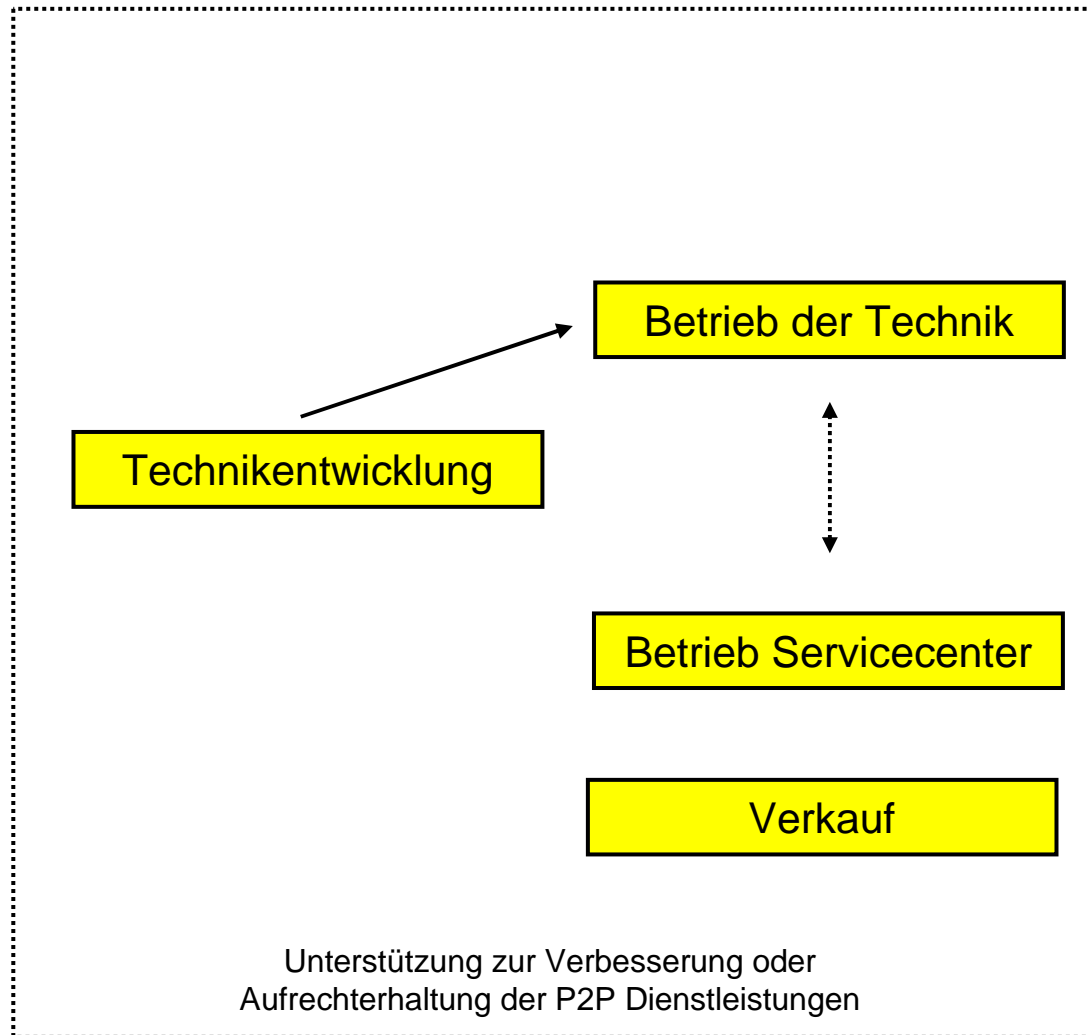 Betrieb der Technik
Technikentwicklung
Betrieb Servicecenter
Verkauf
Unterstützung zur Verbesserung oder
Aufrechterhaltung der P2P Dienstleistungen